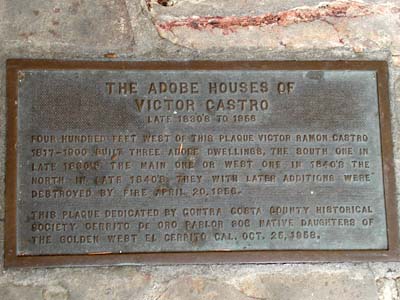 THE ADOBE HOUSES OF
VICTOR CASTRO
LATE 1830'S TO 1956
FOUR HUNDRED FEET WEST OF THIS PLAQUE VICTOR RAMON CASTRO
1817-1900 BUILT THREE ADOBE DWELLINGS, THE SOUTH ONE IN
LATE 1830'S, THE MAIN ONE OR WEST ONE IN 1840'S THE
NORTH IN LATE 1840'S. THEY WITH LATER ADDITIONS WERE
DESTROYED BY FIRE APRIL 20, 1956.
THIS PLAQUE DEDICATED BY CONTRA COSTA COUNTY HISTORICAL
SOCIETY CERRITO DE ORO PARLOR 306 NATIVE DAUGHTERS OF
THE GOLDEN WEST EL CERRITO CAL. OCT. 25, 1958.